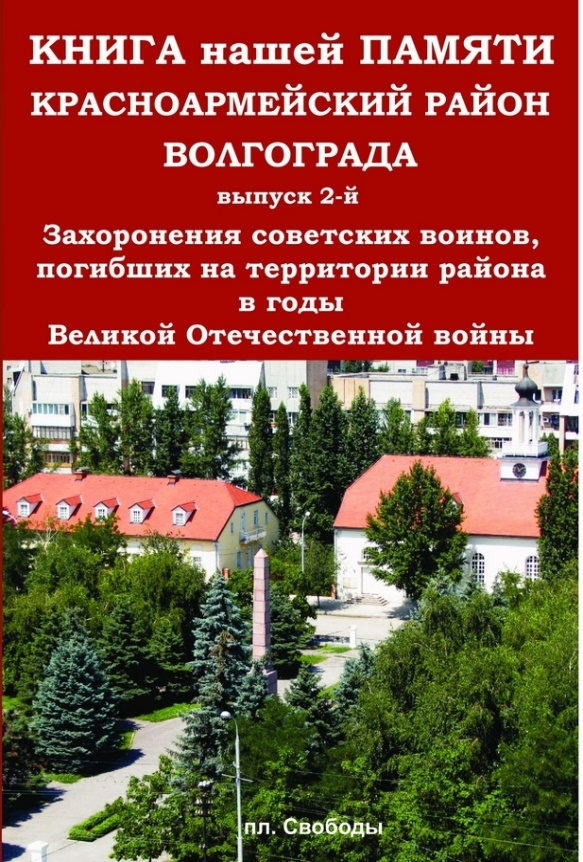 КНИГА нашей ПАМЯТИ
КРАСНОАРМЕЙСКИЙ РАЙОН
ВОЛГОГРАДА
выпуск 2-й
Захоронения советских воинов,
погибших на территории района
в годы
Великой Отечественной войны
пл. Свободы